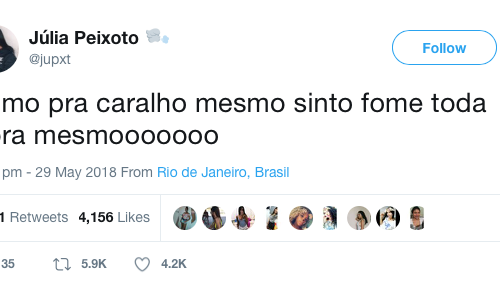 Júlia Peixoto
Follow
@jupxt
mo pra caralho mesmo sinto fome toda
ra mesmooooooo
pm - 29 May 2018 From Rio de Janeiro, Brasil
1 Retweets 4,156 Likes
35 5.9K 4.2K